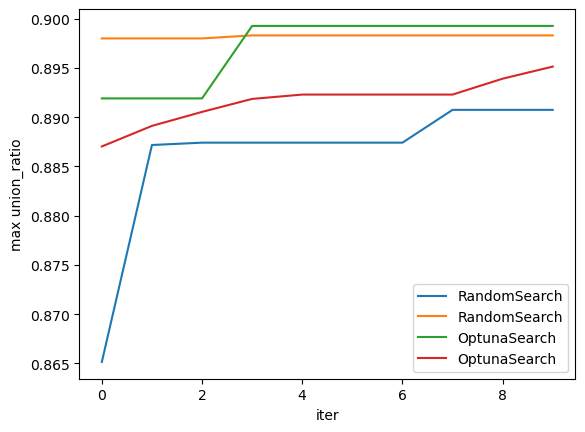 0.900
0.895
0.890
0.885
0.880
0.875
0.870
0.865
max union_ratio
0 2 4 6 8
iter
RandomSearch
RandomSearch
OptunaSearch
OptunaSearch